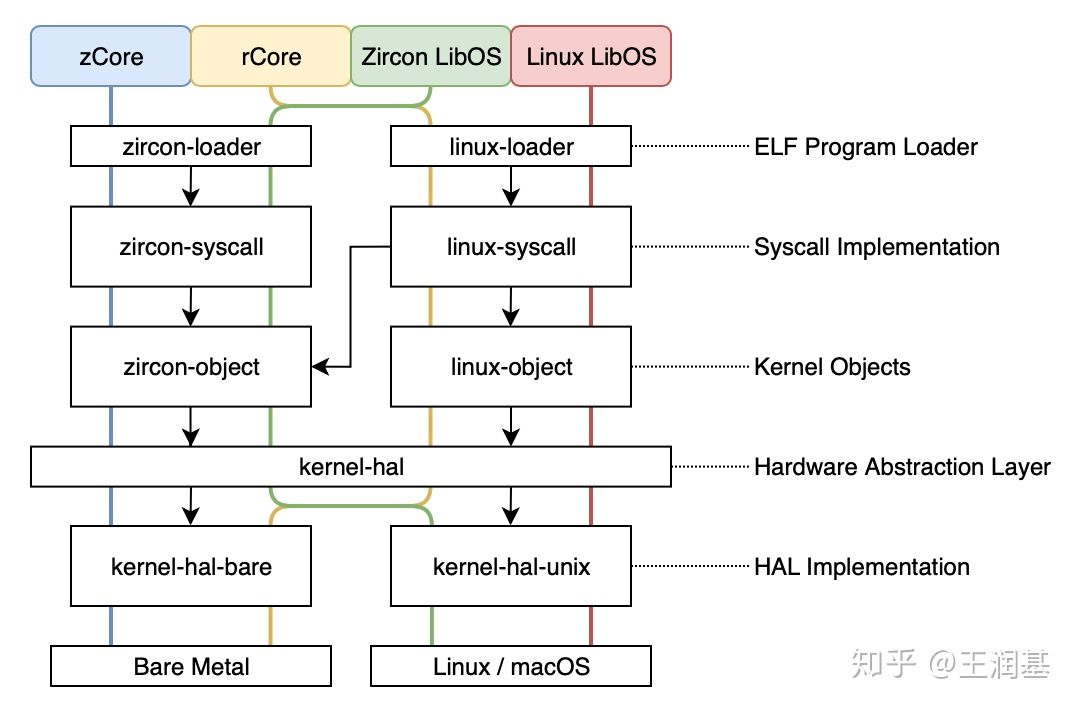 zCore
rCore
Zircon LibOS
Linux LibOS
zircon-loader
linux-loader
ELF Program Loader
zircon-syscall
linux-syscall
Syscall Implementation
zircon-object
linux-object
Kernel Objects
kernel-hal
Hardware Abstraction Layer
kernel-hal-bare
kernel-hal-unix
HAL Implementation
Bare Metal
Linux / macOS
知乎 @王润基